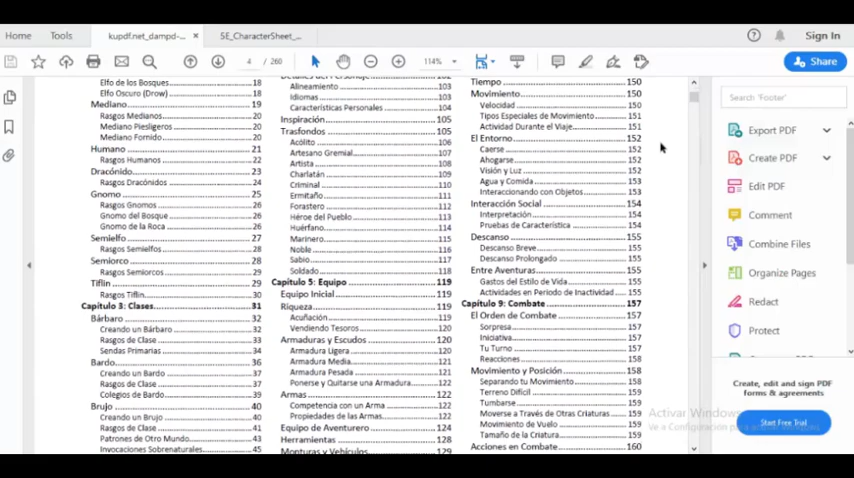 Home Tools kupdf.net_dampd-... × 5E_CharacterSheet_... Sign In
4 / 260 114% Share
Elfo de los Bosques 18
Elfo Oscuro (Drow) 18
Mediano 19
Rasgos Medianos 20
Mediano Piesligeros 20
Mediano Fornido 20
Humano 21
Rasgos Humanos 22
Dracónido 23
Rasgos Dracónidos 24
Gnomo 25
Rasgos Gnomos 26
Gnomo del Bosque 26
Gnomo de la Roca 26
Semielfo 27
Rasgos Semielfos 28
Semiorco 28
Rasgos Semiorcos 29
Tiflin 29
Rasgos Tiflin 30
Capítulo 3: Clases 31
Bárbaro 32
Creando un Bárbaro 32
Rasgos de Clase 33
Sendas Primarias 34
Bardo 36
Creando un Bardo 37
Rasgos de Clase 37
Colegios de Bardo 39
Brujo 40
Creando un Brujo 40
Rasgos de Clase 41
Patrones de Otro Mundo 43
Invocaciones Sobrenaturales 45
Detalles del Personaje 102
Alineamiento 103
Idiomas 103
Características Personales 104
Inspiración 105
Trasfondos 105
Acólito 106
Artesano Gremial 107
Artista 108
Charlatán 109
Criminal 110
Ermitaño 111
Forastero 112
Héroe del Pueblo 113
Huérfano 114
Marinero 115
Noble 116
Sabio 117
Soldado 118
Capítulo 5: Equipo 119
Equipo Inicial 119
Riqueza 119
Acuñación 119
Vendiendo Tesoros 120
Armaduras y Escudos 120
Armadura Ligera 120
Armadura Media 121
Armadura Pesada 121
Ponerse y Quitarse una Armadura 122
Armas 122
Competencia con un Arma 122
Propiedades de las Armas 122
Equipo de Aventurero 124
Herramientas 128
Monturas y Vehículos 129
Tiempo 150
Movimiento 150
Velocidad 150
Tipos Especiales de Movimiento 151
Actividad Durante el Viaje 151
El Entorno 152
Caerse 152
Ahogarse 152
Visión y Luz 152
Agua y Comida 153
Interaccionando con Objetos 153
Interacción Social 154
Interpretación 154
Pruebas de Característica 154
Descanso 155
Descanso Breve 155
Descanso Prolongado 155
Entre Aventuras 155
Gastos del Estilo de Vida 155
Actividades en Periodo de Inactividad 155
Capítulo 9: Combate 157
El Orden de Combate 157
Sorpresa 157
Iniciativa 157
Tu Turno 157
Reacciones 158
Movimiento y Posición 158
Separando tu Movimiento 158
Terreno Difícil 159
Tumbarse 159
Moverse a Través de Otras Criaturas 159
Movimiento de Vuelo 159
Tamaño de la Criatura 159
Acciones en Combate 160
Search 'Footer'
Export PDF
Create PDF
Edit PDF
Comment
Combine Files
Organize Pages
Redact
Protect
Create, edit and sign PDF
forms & agreements
Start Free Trial
Activar Windows
Ve a Configuración